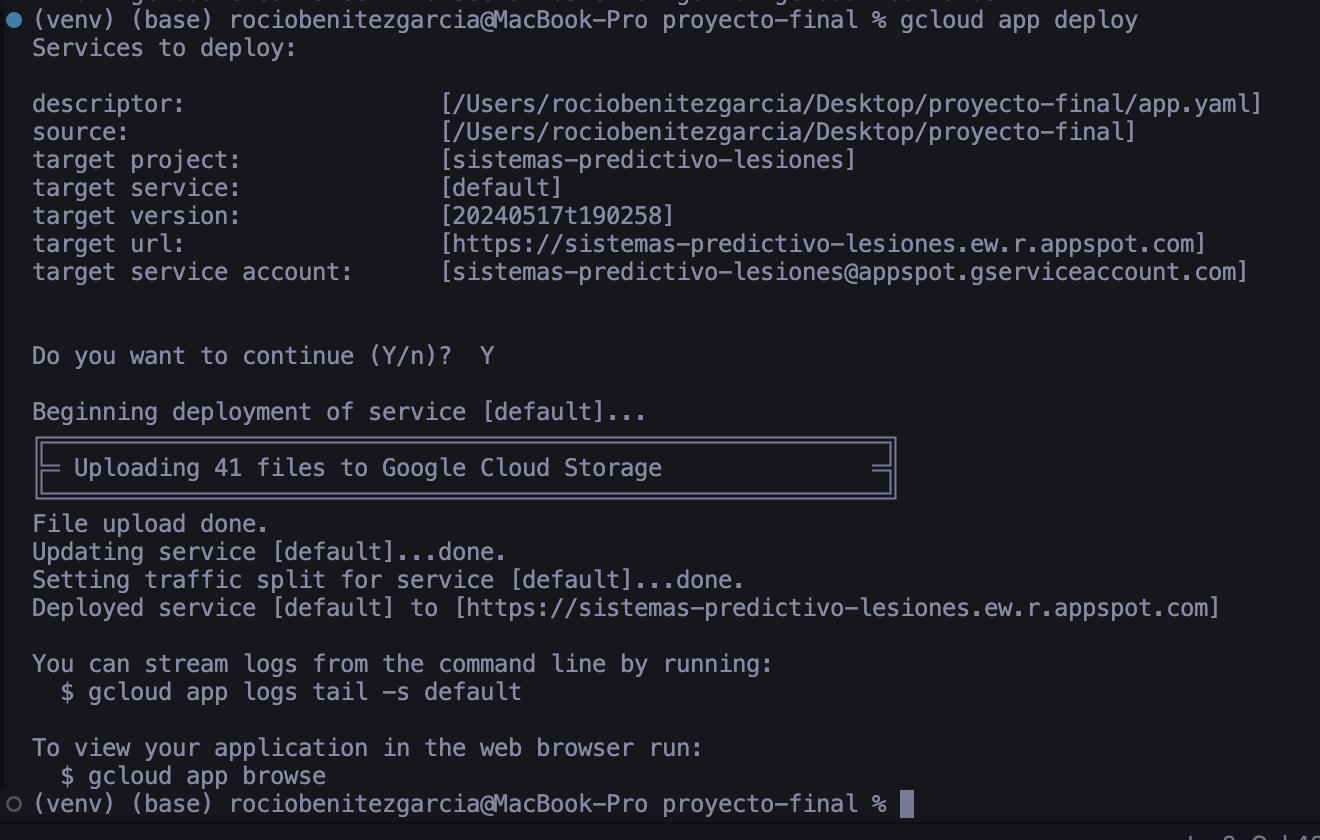 (venv) (base) rociobenitezgarcia@MacBook-Pro proyecto-final % gcloud app deploy
Services to deploy:
descriptor: [/Users/rociobenitezgarcia/Desktop/proyecto-final/app.yaml]
source: [/Users/rociobenitezgarcia/Desktop/proyecto-final]
target project: [sistemas-predictivo-lesiones]
target service: [default]
target version: [20240517t190258]
target url: [https://sistemas-predictivo-lesiones.ew.r.appspot.com]
target service account: [sistemas-predictivo-lesiones@appspot.gserviceaccount.com]
Do you want to continue (Y/n)? Y
Beginning deployment of service [default]...
Uploading 41 files to Google Cloud Storage
File upload done.
Updating service [default]...done.
Setting traffic split for service [default]...done.
Deployed service [default] to [https://sistemas-predictivo-lesiones.ew.r.appspot.com]
You can stream logs from the command line by running:
$ gcloud app logs tail -s default
To view your application in the web browser run:
$ gcloud app browse
(venv) (base) rociobenitezgarcia@MacBook-Pro proyecto-final %